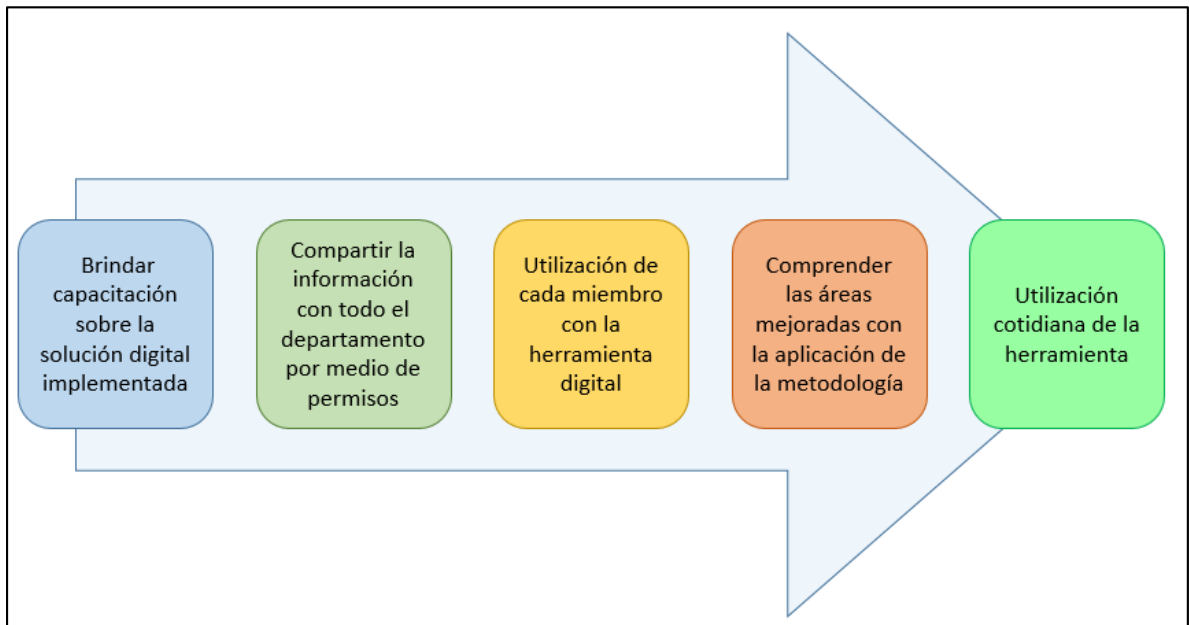 Brindar
capacitación
sobre la
solución digital
implementada
Compartir la
información
con todo el
departamento
por medio de
permisos
Utilización de
cada miembro
con la
herramienta
digital
Comprender
las áreas
mejoradas con
la aplicación de
la metodología
Utilización
cotidiana de la
herramienta